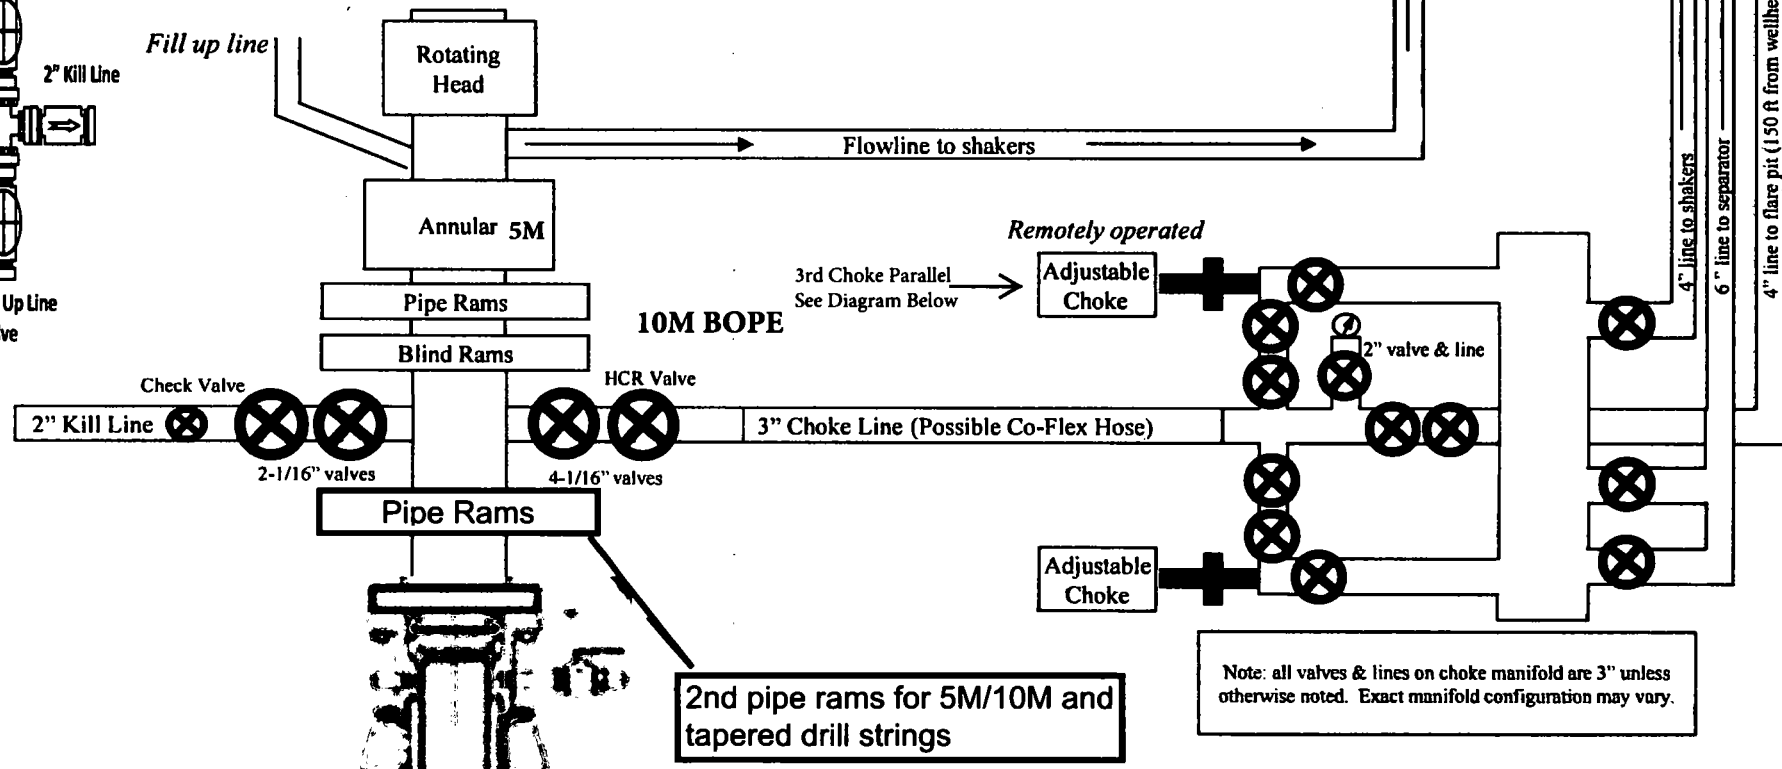 Fill up line
2" Kill Line
Rotating
Head
Flowline to shakers
Annular 5M
Remotely operated
3rd Choke Parallel
See Diagram Below
Adjustable
Choke
Pipe Rams
10M BOPE
Blind Rams
2" valve & line
Up Line
Check Valve
HCR Valve
2" Kill Line
3" Choke Line (Possible Co-Flex Hose)
2-1/16" valves
4-1/16" valves
Pipe Rams
Adjustable
Choke
2nd pipe rams for 5M/10M and
tapered drill strings
Note: all valves & lines on choke manifold are 3" unless
otherwise noted. Exact manifold configuration may vary.
4" line to shakers
6" line to separator
4" line to flare pit (150 ft from wellhe